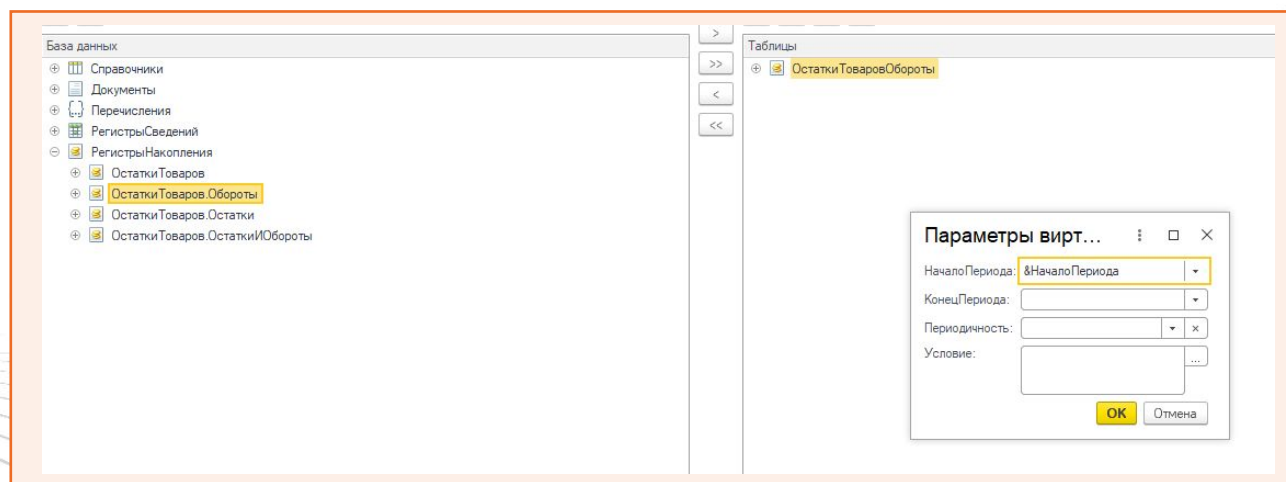 База данных
Справочники
Документы
Перечисления
РегистрыСведений
РегистрыНакопления
ОстаткиТоваров
ОстаткиТоваров.Обороты
ОстаткиТоваров.Остатки
ОстаткиТоваров.ОстаткиИОбороты
>
>>
<
<<
Таблицы
ОстаткиТоваровОбороты
Параметры вирт...
НачалоПериода: &НачалоПериода
КонецПериода:
Периодичность:
Условие:
...
ОК Отмена